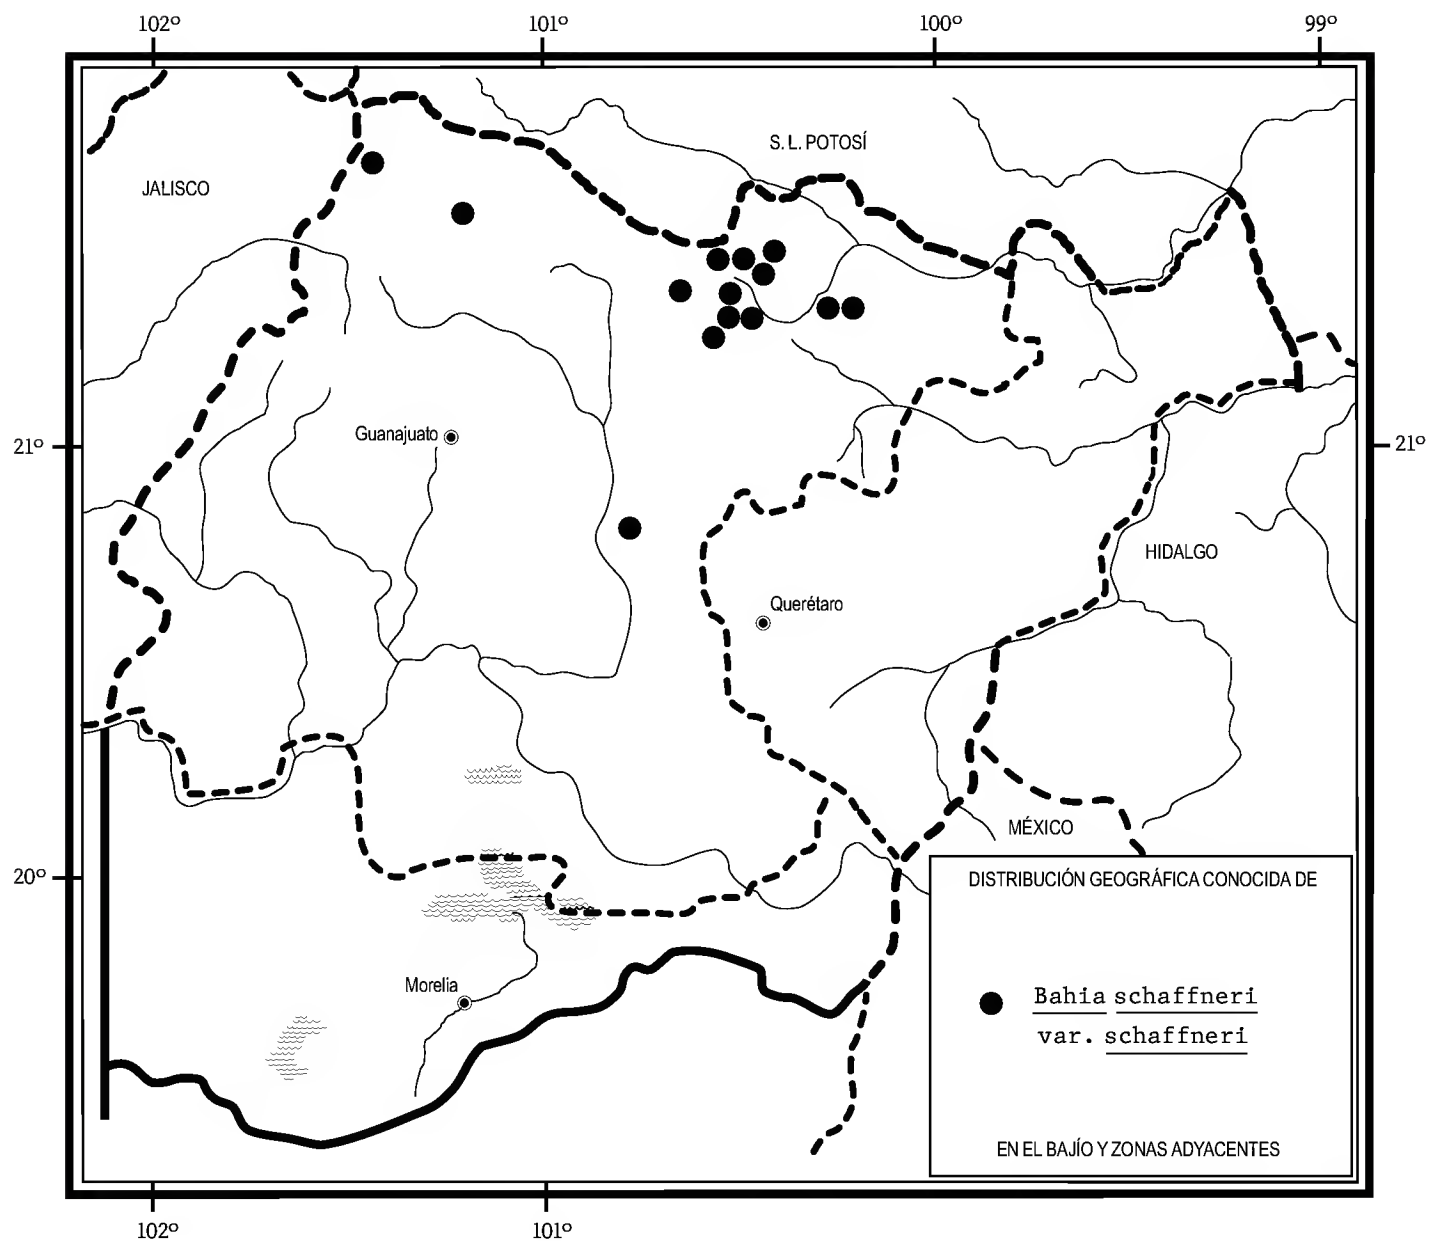 102º 101º 100º 99º
S. L. POTOSÍ
JALISCO
Guanajuato
21º 21º
HIDALGO
Querétaro
MÉXICO
20º
DISTRIBUCIÓN GEOGRÁFICA CONOCIDA DE
Morelia
Bahia schaffneri
var. schaffneri
EN EL BAJÍO Y ZONAS ADYACENTES
102º 101º